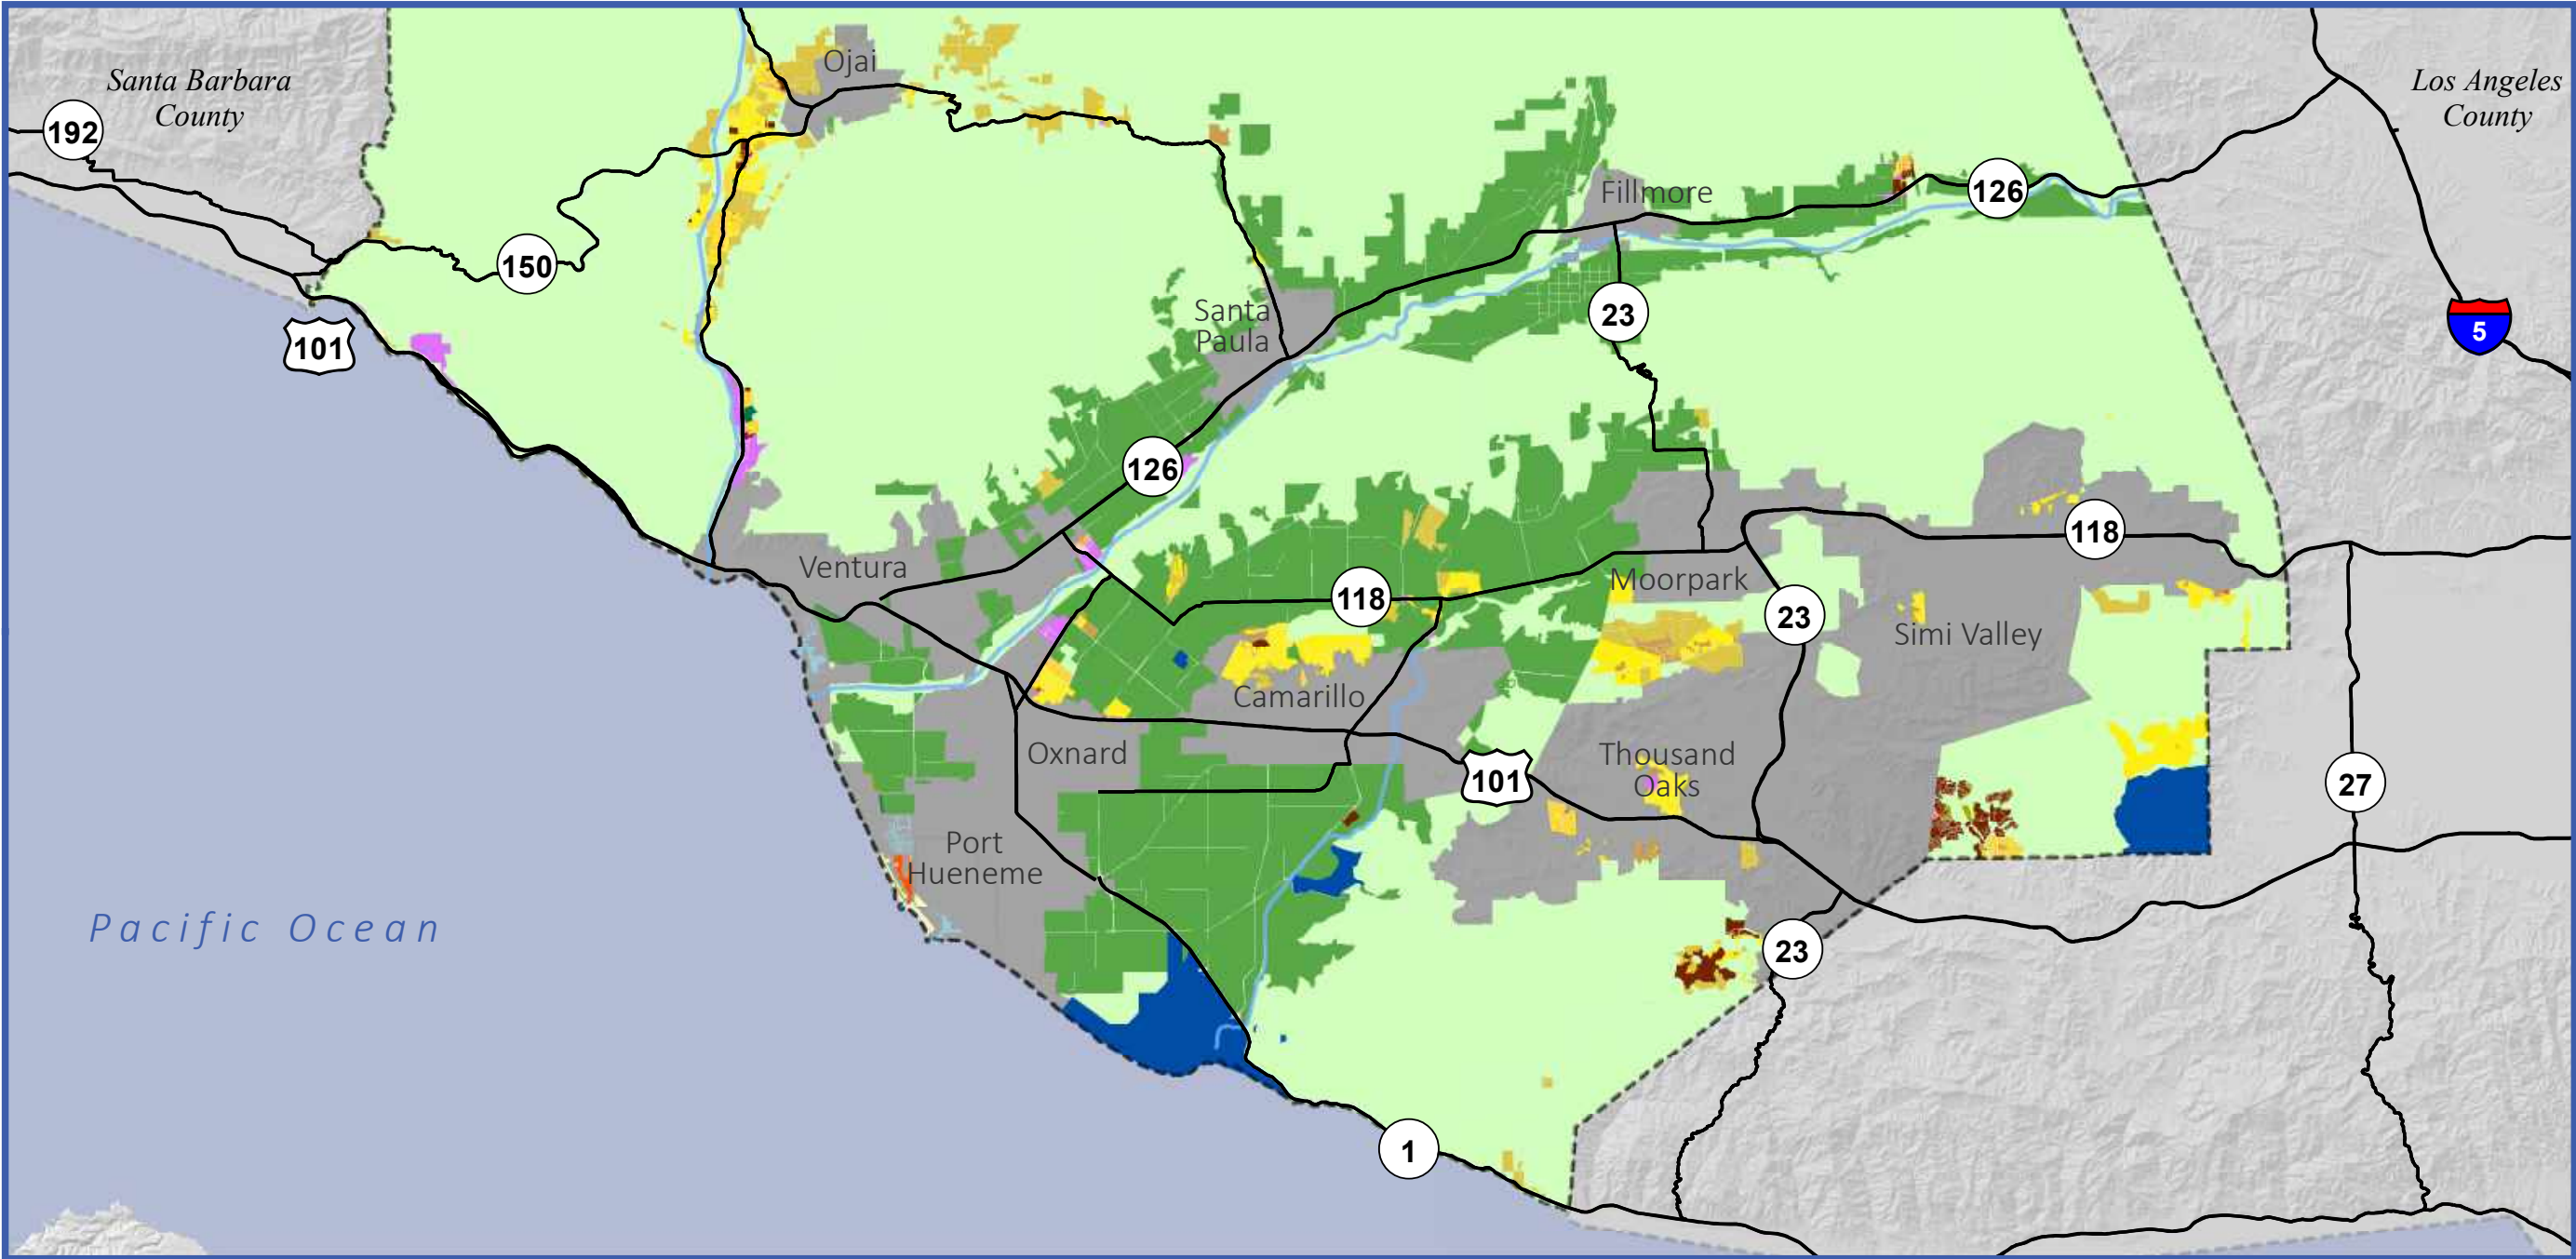 Ojai
Santa Barbara
County
Los Angeles
County
192
Fillmore
126
150
Santa
Paula
23
101
5
126
118
Ventura
Moorpark
118
23
Simi Valley
Camarillo
Oxnard
Thousand
Oaks
101
27
Port
Hueneme
Pacific Ocean
23
1